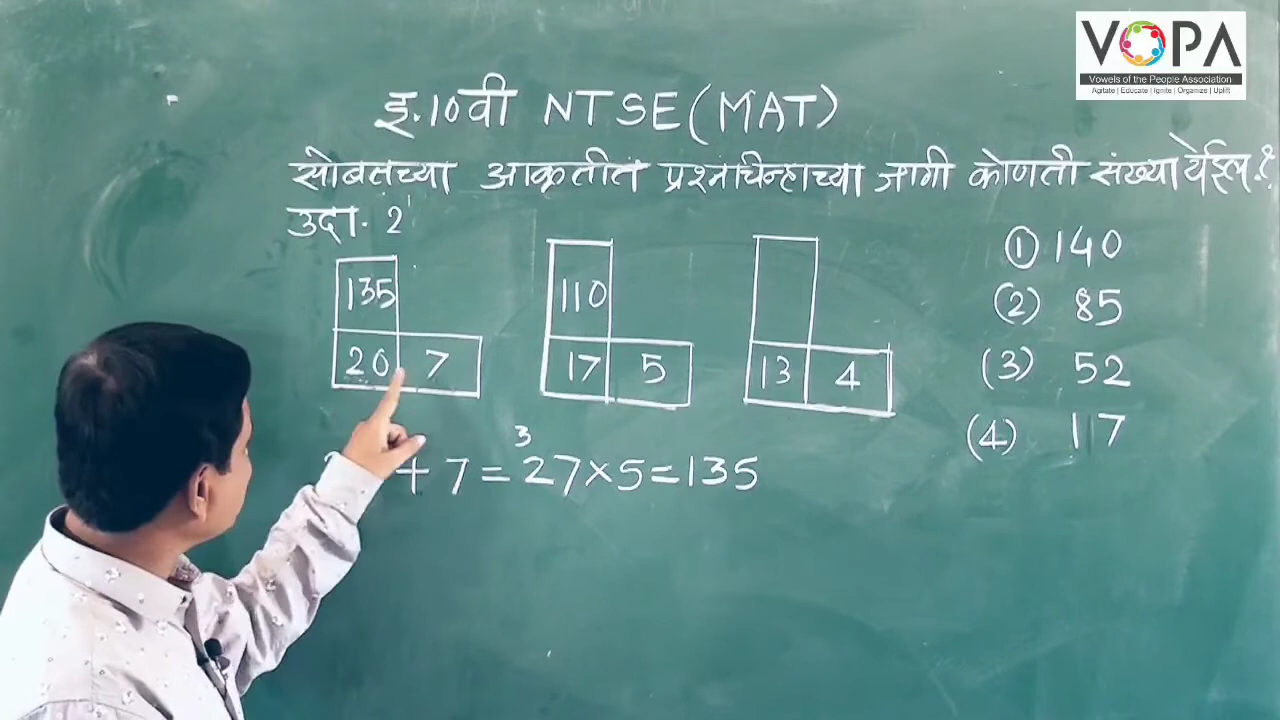 VOPA
Vowels of the People Association
Agitate | Educate | Ignite | Organize | Uplift
इ.10वी NTSE (MAT)
सोबतच्या आकृतीत प्रश्नचिन्हाच्या जागी कोणती संख्या येईल.?
उदा. 2
135
20 7
110
17 5
13 4
① 140
(2) 85
(3) 52
(4) 17
+ 7 = 27×5=135
3